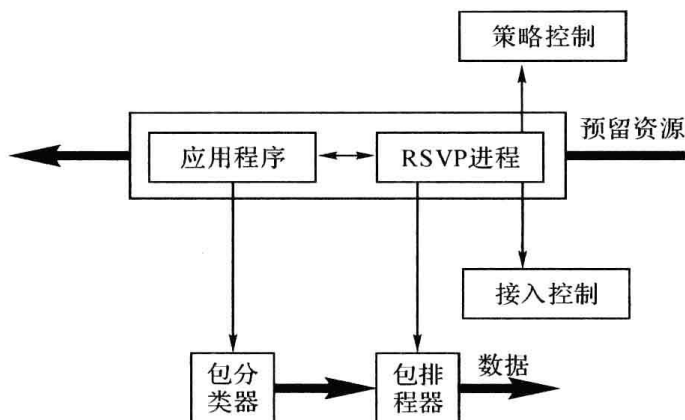 策略控制
预留资源
应用程序
RSVP进程
接入控制
包分
类器
包排
程器
数据